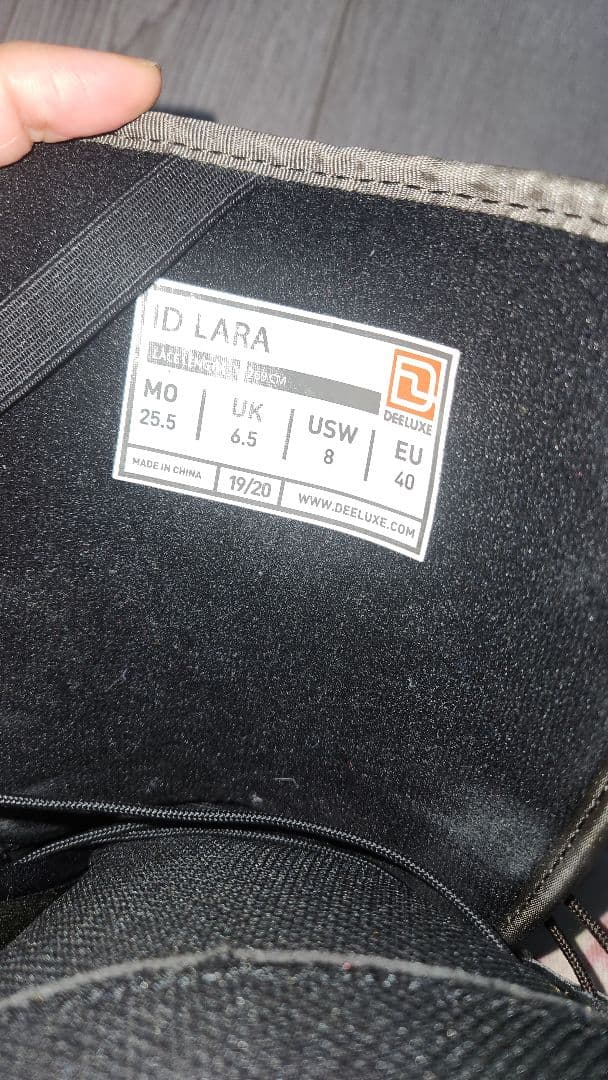 ID LARA
DEELUXE
MO
25.5
UK
6.5
USW
8
EU
40
MADE IN CHINA
19/20
WWW.DEELUXE.COM